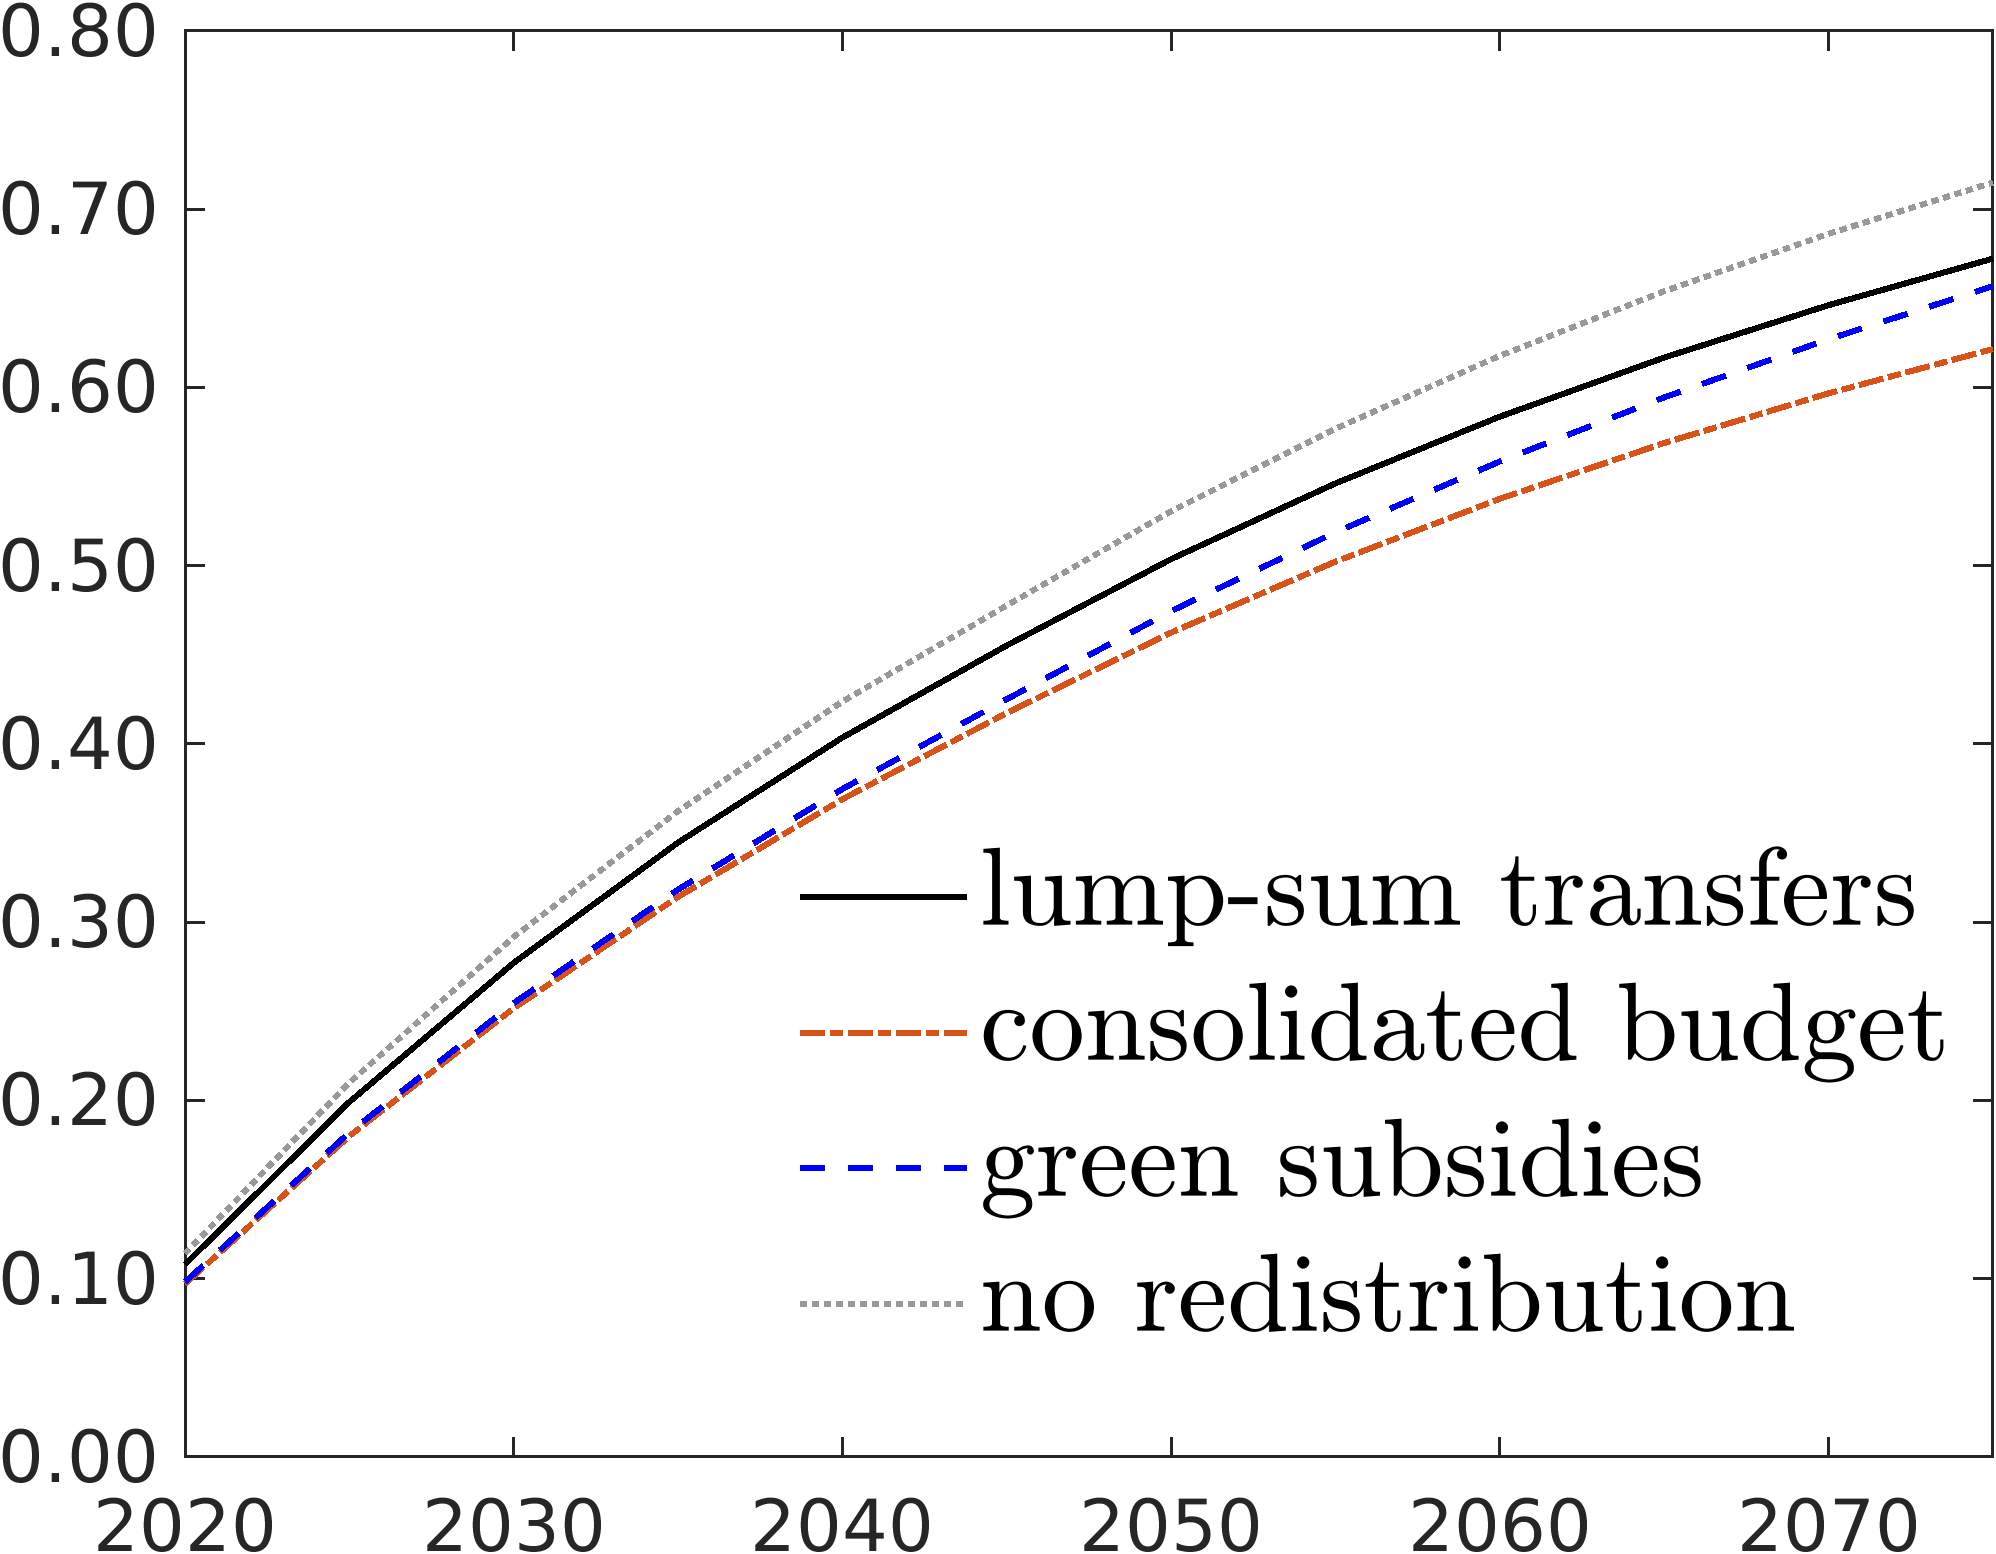 0.80
0.70
0.60
0.50
0.40
0.30
0.20
0.10
0.00
lump-sum transfers
consolidated budget
green subsidies
no redistribution
2020 2030 2040 2050 2060 2070